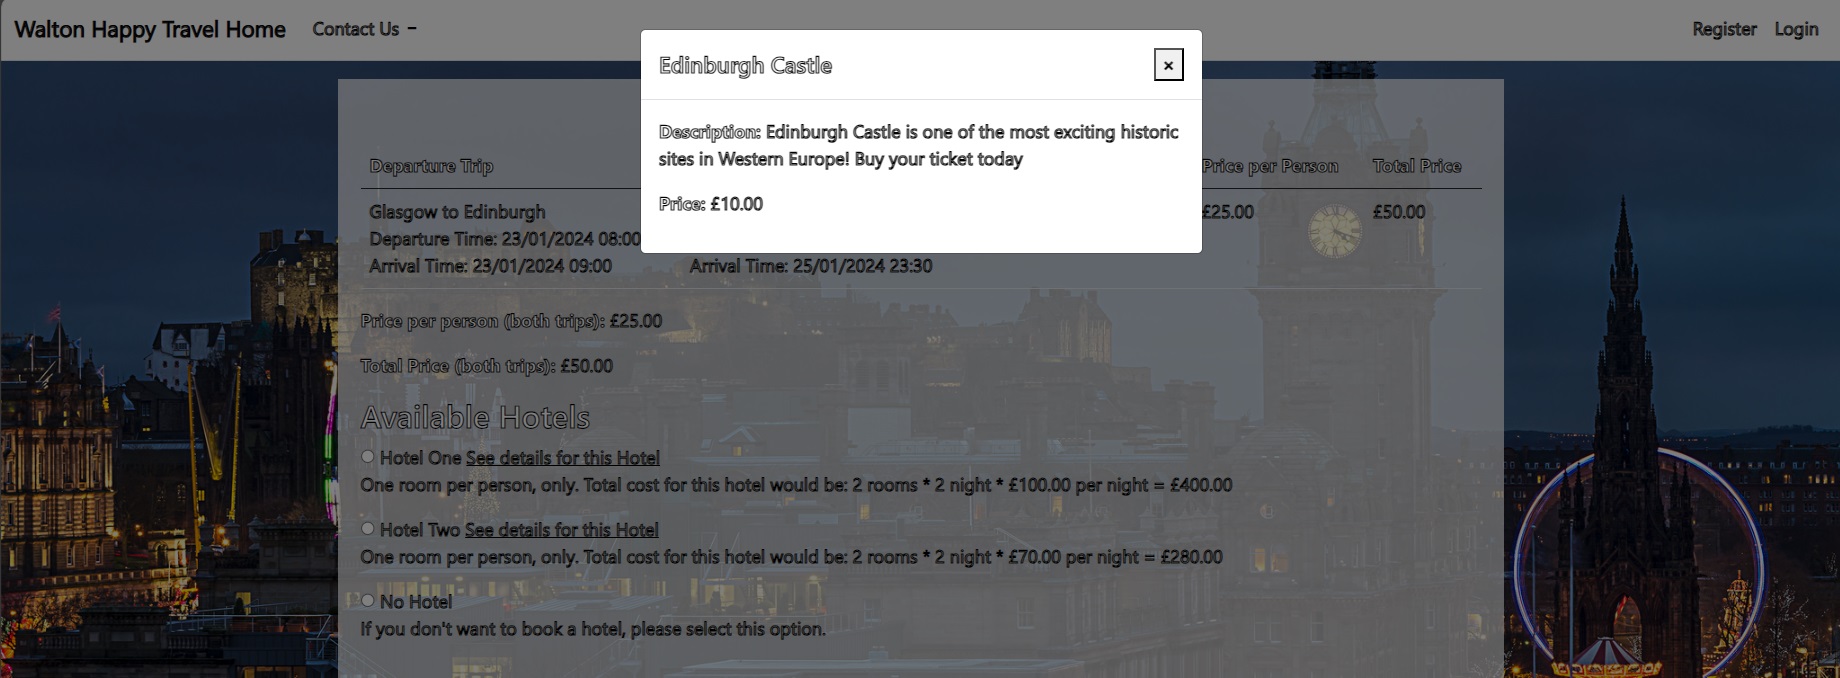 Walton Happy Travel Home Contact Us Register Login
Edinburgh Castle ×
Description: Edinburgh Castle is one of the most exciting historic
sites in Western Europe! Buy your ticket today
Price: £10.00
Departure Trip Price per Person Total Price
Glasgow to Edinburgh £25.00 £50.00
Departure Time: 23/01/2024 08:00
Arrival Time: 23/01/2024 09:00 Arrival Time: 25/01/2024 23:30
Price per person (both trips): £25.00
Total Price (both trips): £50.00
Available Hotels
Hotel One See details for this Hotel
One room per person, only. Total cost for this hotel would be: 2 rooms * 2 night * £100.00 per night = £400.00
Hotel Two See details for this Hotel
One room per person, only. Total cost for this hotel would be: 2 rooms * 2 night * £70.00 per night = £280.00
No Hotel
If you don't want to book a hotel, please select this option.